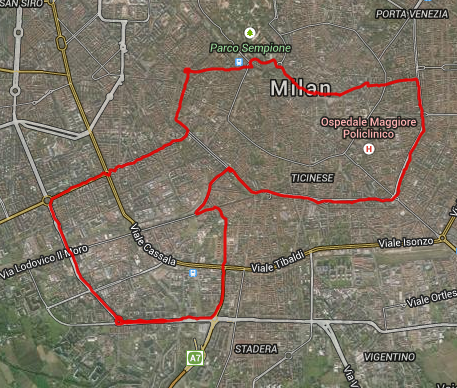 SAN SIRO
PORTA VENEZIA
Parco Sempione
Milan
Ospedale Maggiore
Policlinico
H
TICINESE
Viale Cassala
Via Lodovico Il Moro
Viale Tibaldi
Viale Isonzo
Viale Ortles
A7
STADERA
VIGENTINO